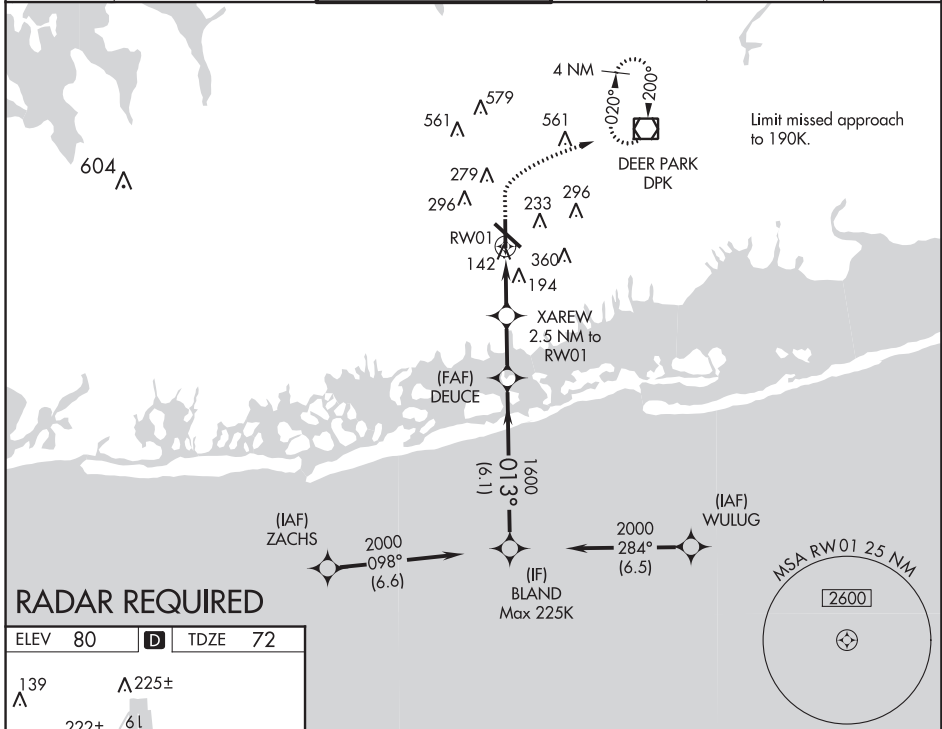 4 NM
020°
200°
Limit missed approach
to 190K.
DEER PARK
DPK
579
561
561
604
279
296
233
296
RW01
142
360
194
XAREW
2.5 NM to
RW01
(FAF)
DEUCE
1600
013°
(6.1)
(IAF)
ZACHS
2000
098°
(6.6)
(IF)
BLAND
Max 225K
2000
284°
(6.5)
(IAF)
WULUG
MSA RW01 25 NM
2600
RADAR REQUIRED
ELEV 80 D TDZE 72
139
225±
222±